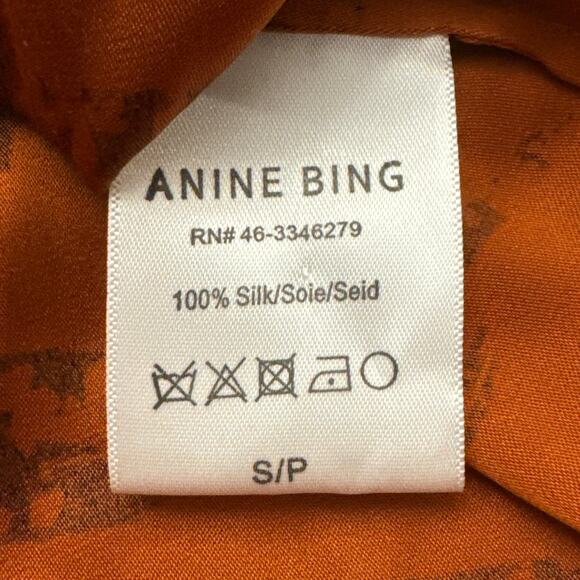 ANINE BING
RN# 46-3346279
100% Silk/Soie/Seid
S/P